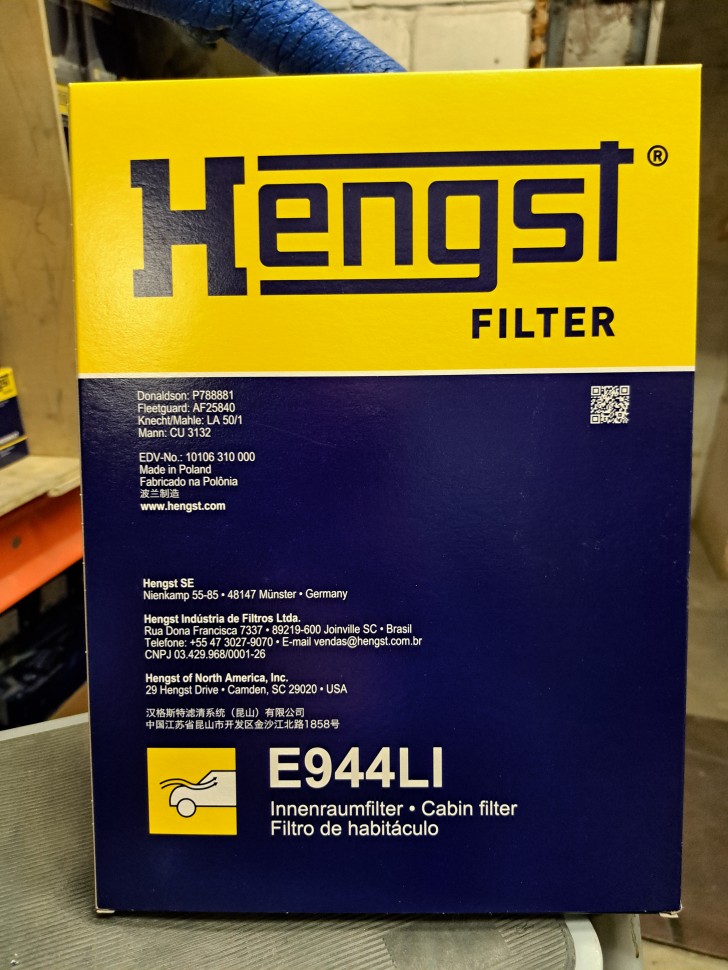 Hengst®
FILTER
Donaldson: P788881
Fleetguard: AF25840
Knecht/Mahle: LA 50/1
Mann: CU 3132
EDV-No.: 10106 310 000
Made in Poland
Fabricado na Polônia
波兰制造
www.hengst.com
Hengst SE
Nienkamp 55-85 • 48147 Münster • Germany
Hengst Indústria de Filtros Ltda.
Rua Dona Francisca 7337 • 89219-600 Joinville SC • Brasil
Telefone: +55 47 3027-9070 • E-mail vendas@hengst.com.br
CNPJ 03.429.968/0001-26
Hengst of North America, Inc.
29 Hengst Drive • Camden, SC 29020 • USA
汉格斯特滤清系统（昆山）有限公司
中国江苏省昆山市开发区金沙江北路1858号
E944LI
Innenraumfilter • Cabin filter
Filtro de habitáculo